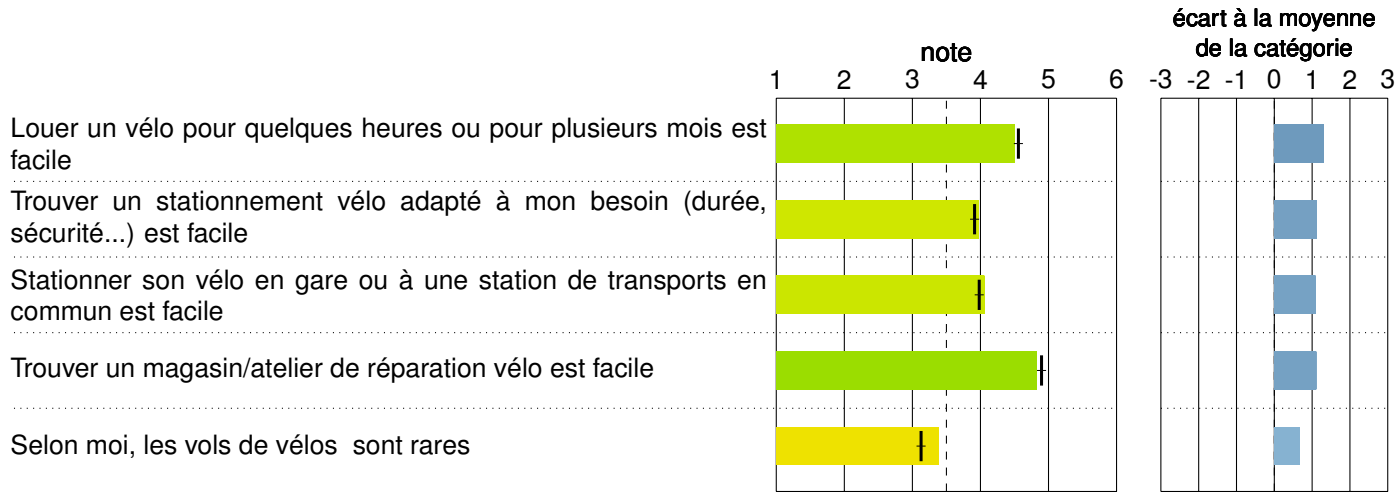 écart à la moyenne
note de la catégorie
1 2 3 4 5 6 -3 -2 -1 0 1 2 3
Louer un vélo pour quelques heures ou pour plusieurs mois est
facile
Trouver un stationnement vélo adapté à mon besoin (durée,
sécurité...) est facile
Stationner son vélo en gare ou à une station de transports en
commun est facile
Trouver un magasin/atelier de réparation vélo est facile
Selon moi, les vols de vélos sont rares